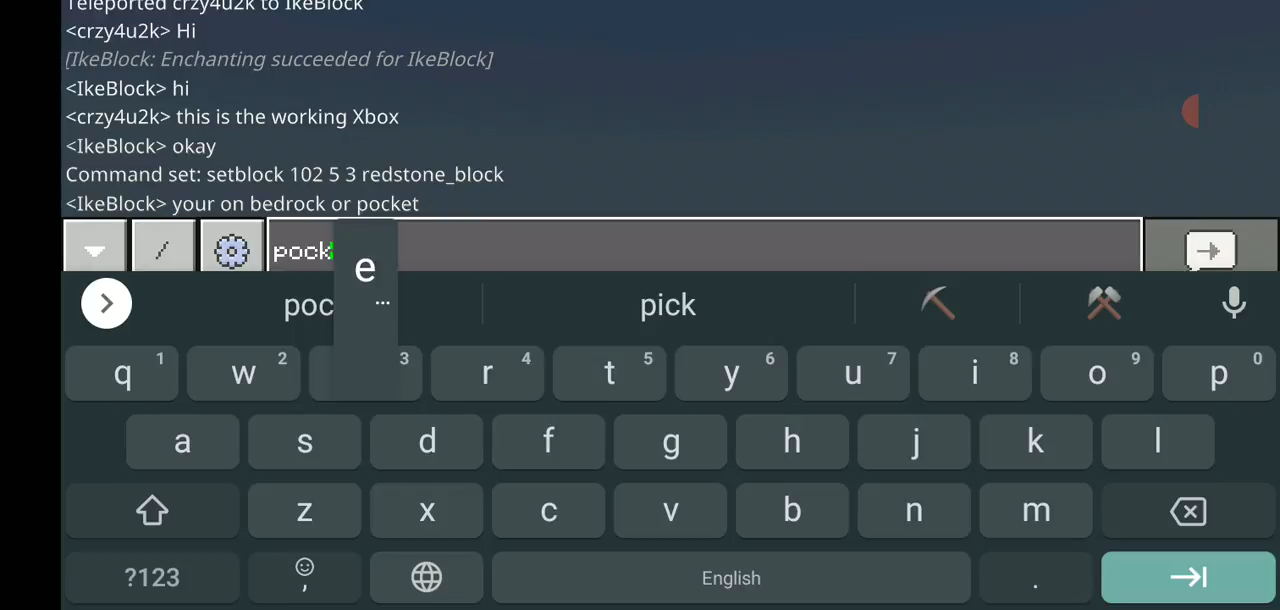 Teleported crzy4u2k to IkeBlock
<crzy4u2k> Hi
[IkeBlock: Enchanting succeeded for IkeBlock]
<IkeBlock> hi
<crzy4u2k> this is the working Xbox
<IkeBlock> okay
Command set: setblock 102 5 3 redstone_block
<IkeBlock> your on bedrock or pocket
/ pock
e
poc pick
...
q 1 w 2 3 r 4 t 5 y 6 u 7 i 8 o 9 p 0
a s d f g h j k l
z x c v b n m
?123 , English .